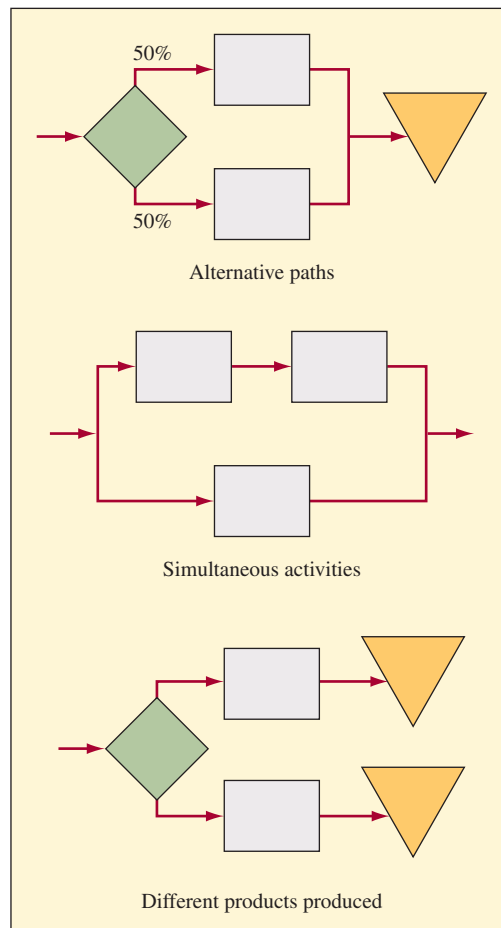 50%
50%
Alternative paths
Simultaneous activities
Different products produced